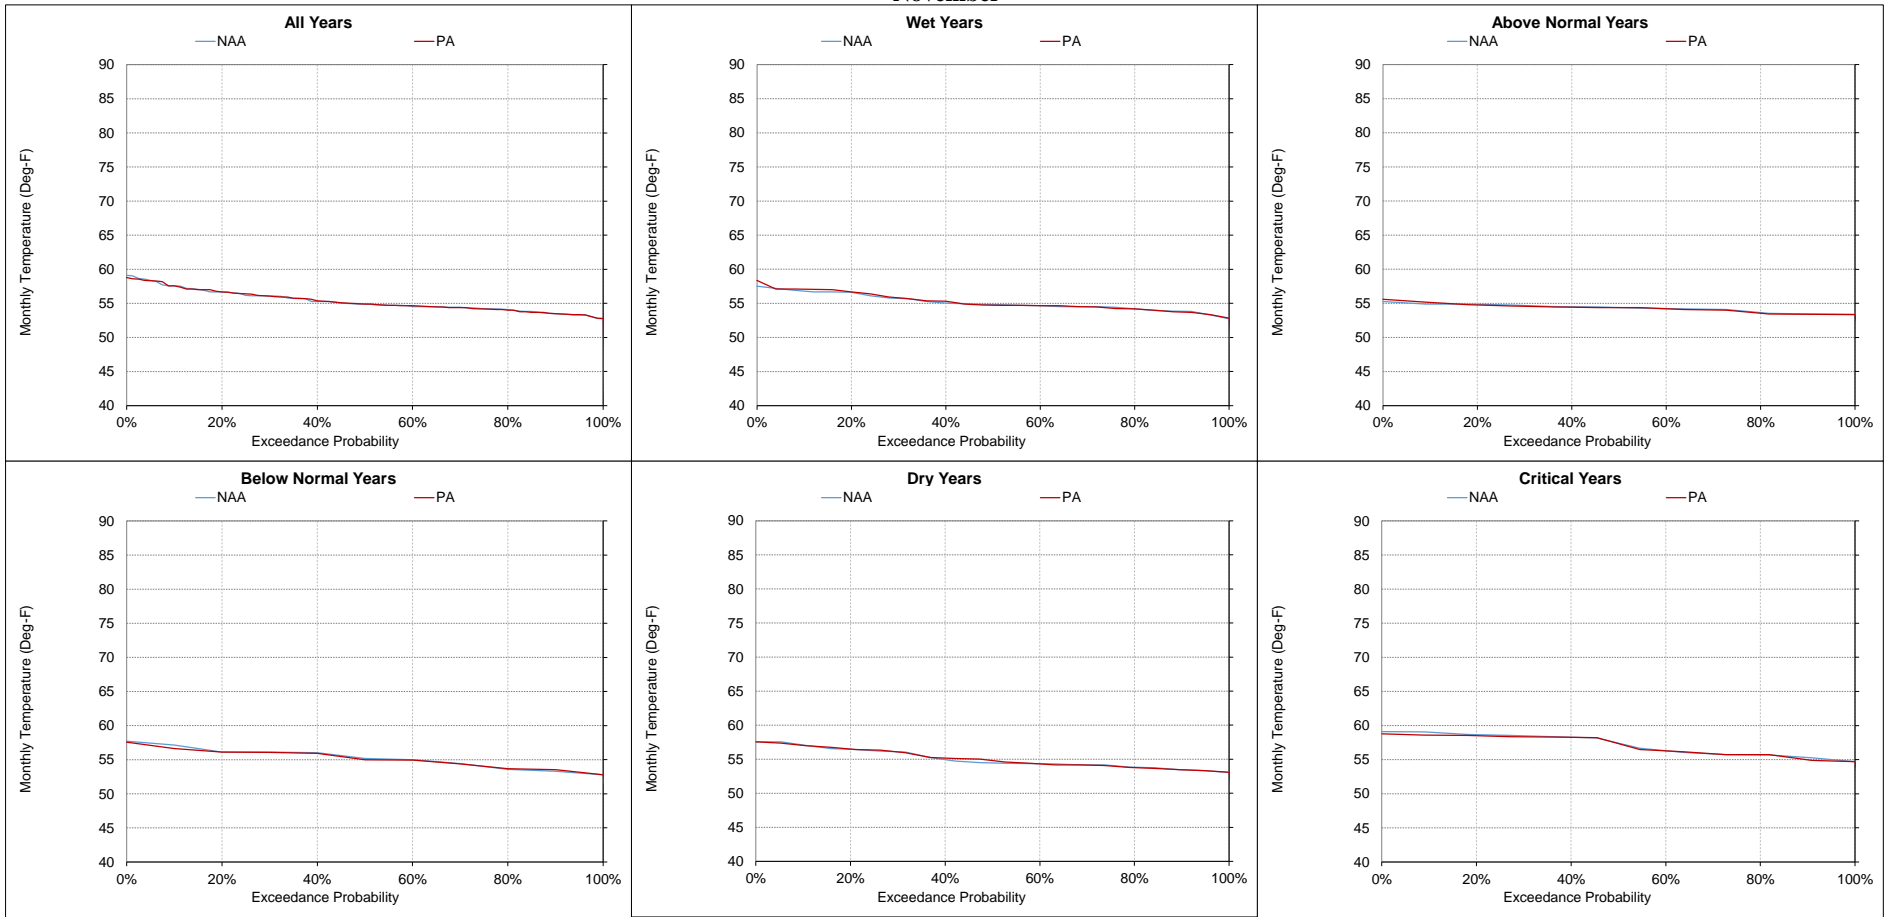 All Years
NAA PA
90
85
80
75
70
65
60
55
50
45
40
0% 20% 40% 60% 80% 100%
Monthly Temperature (Deg-F)
Exceedance Probability
Wet Years
NAA PA
90
85
80
75
70
65
60
55
50
45
40
0% 20% 40% 60% 80% 100%
Monthly Temperature (Deg-F)
Exceedance Probability
Above Normal Years
NAA PA
90
85
80
75
70
65
60
55
50
45
40
0% 20% 40% 60% 80% 100%
Monthly Temperature (Deg-F)
Exceedance Probability
Below Normal Years
NAA PA
90
85
80
75
70
65
60
55
50
45
40
0% 20% 40% 60% 80% 100%
Monthly Temperature (Deg-F)
Exceedance Probability
Dry Years
NAA PA
90
85
80
75
70
65
60
55
50
45
40
0% 20% 40% 60% 80% 100%
Monthly Temperature (Deg-F)
Exceedance Probability
Critical Years
NAA PA
90
85
80
75
70
65
60
55
50
45
40
0% 20% 40% 60% 80% 100%
Monthly Temperature (Deg-F)
Exceedance Probability